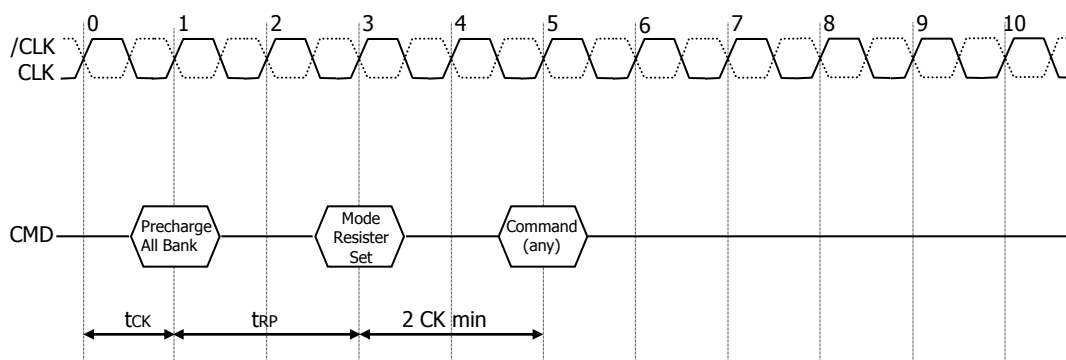 0 1 2 3 4 5 6 7 8 9 10
/CLK
CLK
CMD
Precharge
All Bank
Mode
Resister
Set
Command
(any)
tCK
tRP
2 CK min